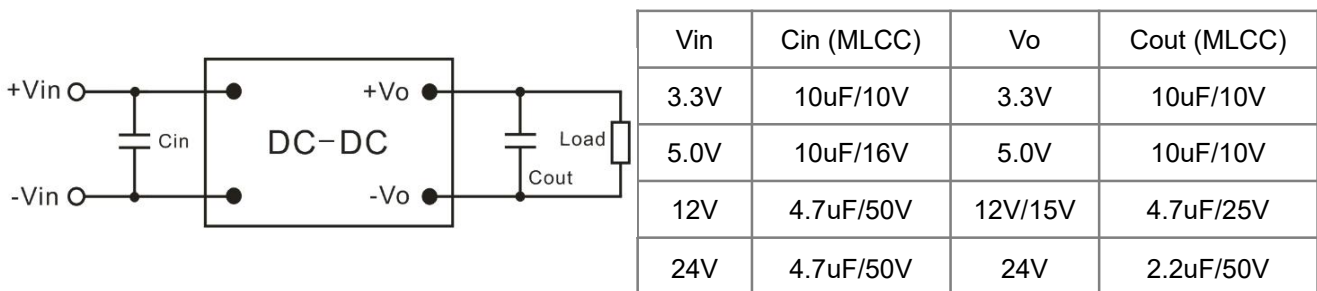 +Vin
Cin
-Vin
DC-DC
+Vo
-Vo
Cout
Load
Vin Cin (MLCC) Vo Cout (MLCC)
3.3V 10uF/10V 3.3V 10uF/10V
5.0V 10uF/16V 5.0V 10uF/10V
12V 4.7uF/50V 12V/15V 4.7uF/25V
24V 4.7uF/50V 24V 2.2uF/50V